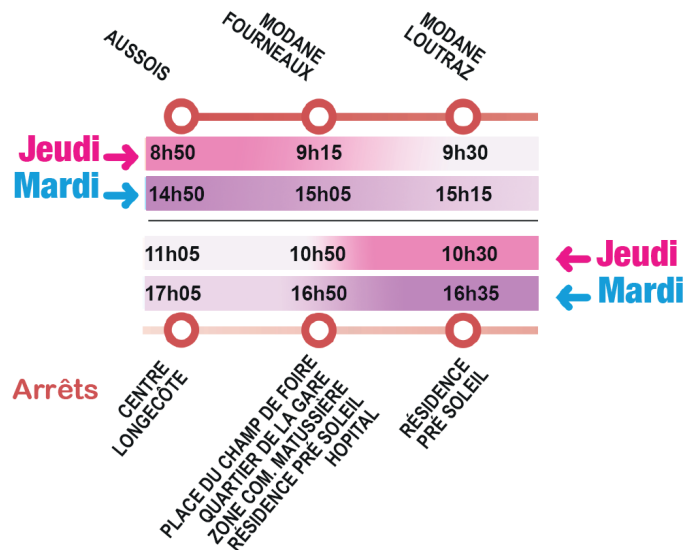 AUSSOIS
MODANE
FOURNEAUX
MODANE
LOUTRAZ
Jeudi 8h50 9h15 9h30
Mardi 14h50 15h05 15h15
11h05 10h50 10h30 Jeudi
17h05 16h50 16h35 Mardi
Arrêts
CENTRE
LONGECÔTE
PLACE DU CHAMP DE FOIRE
QUARTIER DE LA GARE
ZONE COM. MATUSSIÈRE
RÉSIDENCE PRÉ SOLEIL
HOPITAL
RÉSIDENCE
PRÉ SOLEIL